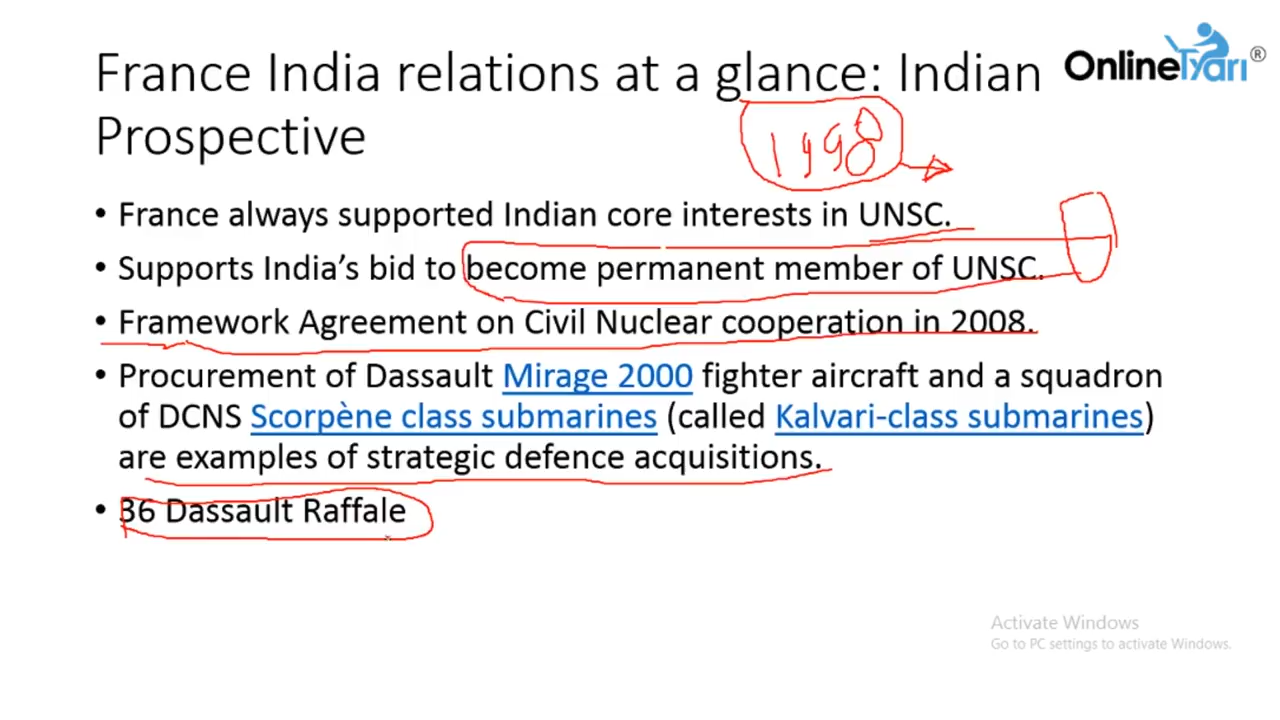 France India relations at a glance: Indian
Prospective
OnlineTyari ®
1998
• France always supported Indian core interests in UNSC.
• Supports India's bid to become permanent member of UNSC.
• Framework Agreement on Civil Nuclear cooperation in 2008.
• Procurement of Dassault Mirage 2000 fighter aircraft and a squadron
of DCNS Scorpène class submarines (called Kalvari-class submarines)
are examples of strategic defence acquisitions.
• 36 Dassault Raffale
Activate Windows
Go to PC settings to activate Windows.